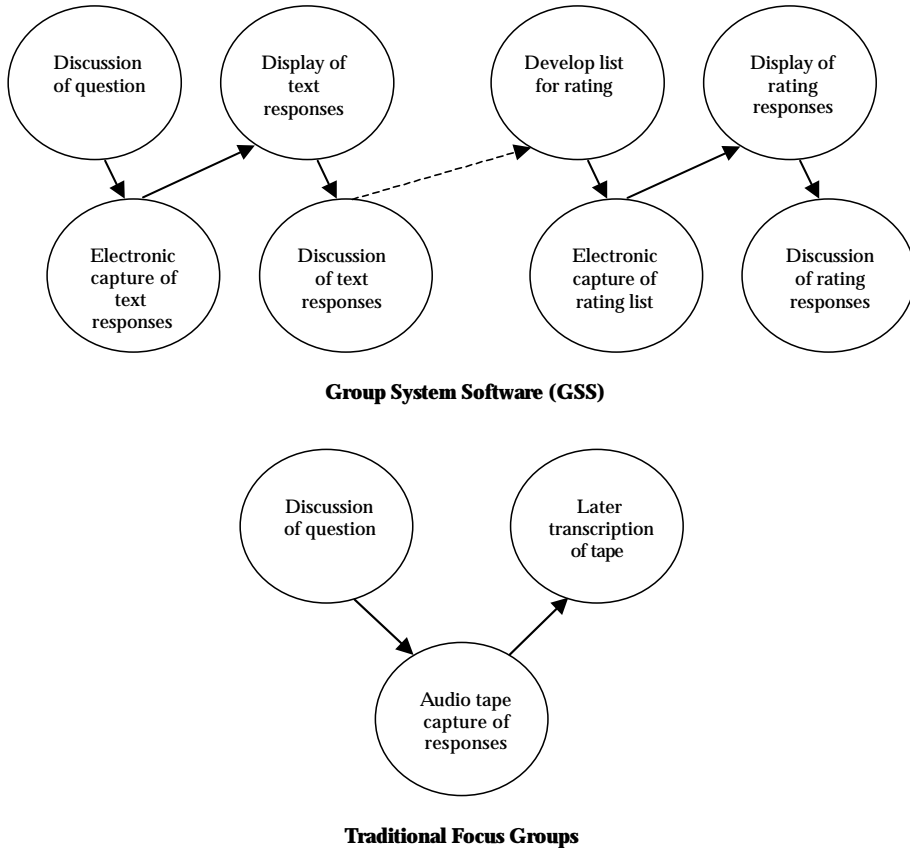 Discussion
of question
Electronic
capture of
text
responses
Display of
text
responses
Discussion
of text
responses
Develop list
for rating
Electronic
capture of
rating list
Display of
rating
responses
Discussion
of rating
responses
Group System Software (GSS)
Discussion
of question
Audio tape
capture of
responses
Later
transcription
of tape
Traditional Focus Groups